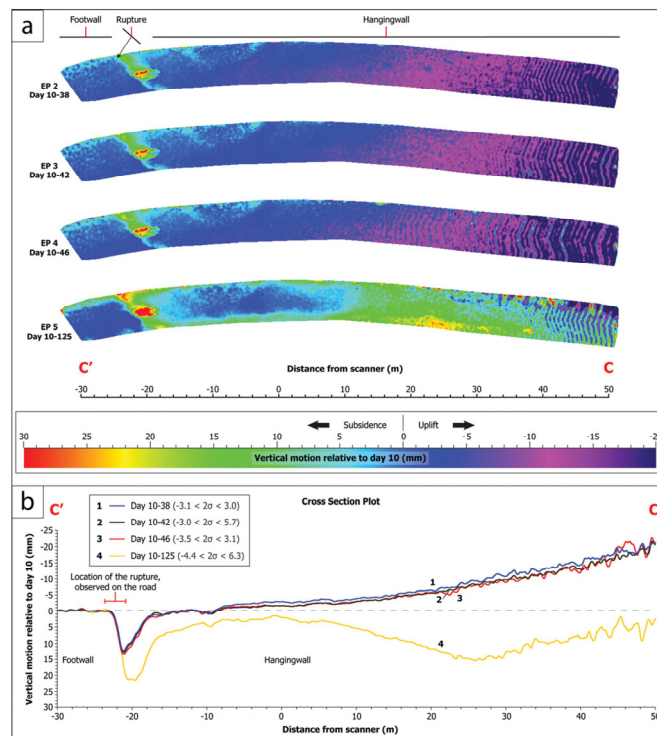 a
Footwall
Rupture
Hangingwall
EP 2
Day 10-38
EP 3
Day 10-42
EP 4
Day 10-46
EP 5
Day 10-125
C'
Distance from scanner (m)
C
-30 -20 -10 0 10 20 30 40 50
Subsidence Uplift
30 25 20 15 10 5 0 -5 -10 -15 -2
Vertical motion relative to day 10 (mm)
b
C'
Cross Section Plot
C
1 Day 10-38 (-3.1 < 2σ < 3.0)
2 Day 10-42 (-3.0 < 2σ < 5.7)
3 Day 10-46 (-3.5 < 2σ < 3.1)
4 Day 10-125 (-4.4 < 2σ < 6.3)
Location of the rupture,
observed on the road
Vertical motion relative to day 10 (mm)
-25
-20
-15
-10
-5
0
5
10
15
20
25
30
1
2
3
4
Footwall
Hangingwall
-30 -20 -10 0 10 20 30 40 50
Distance from scanner (m)